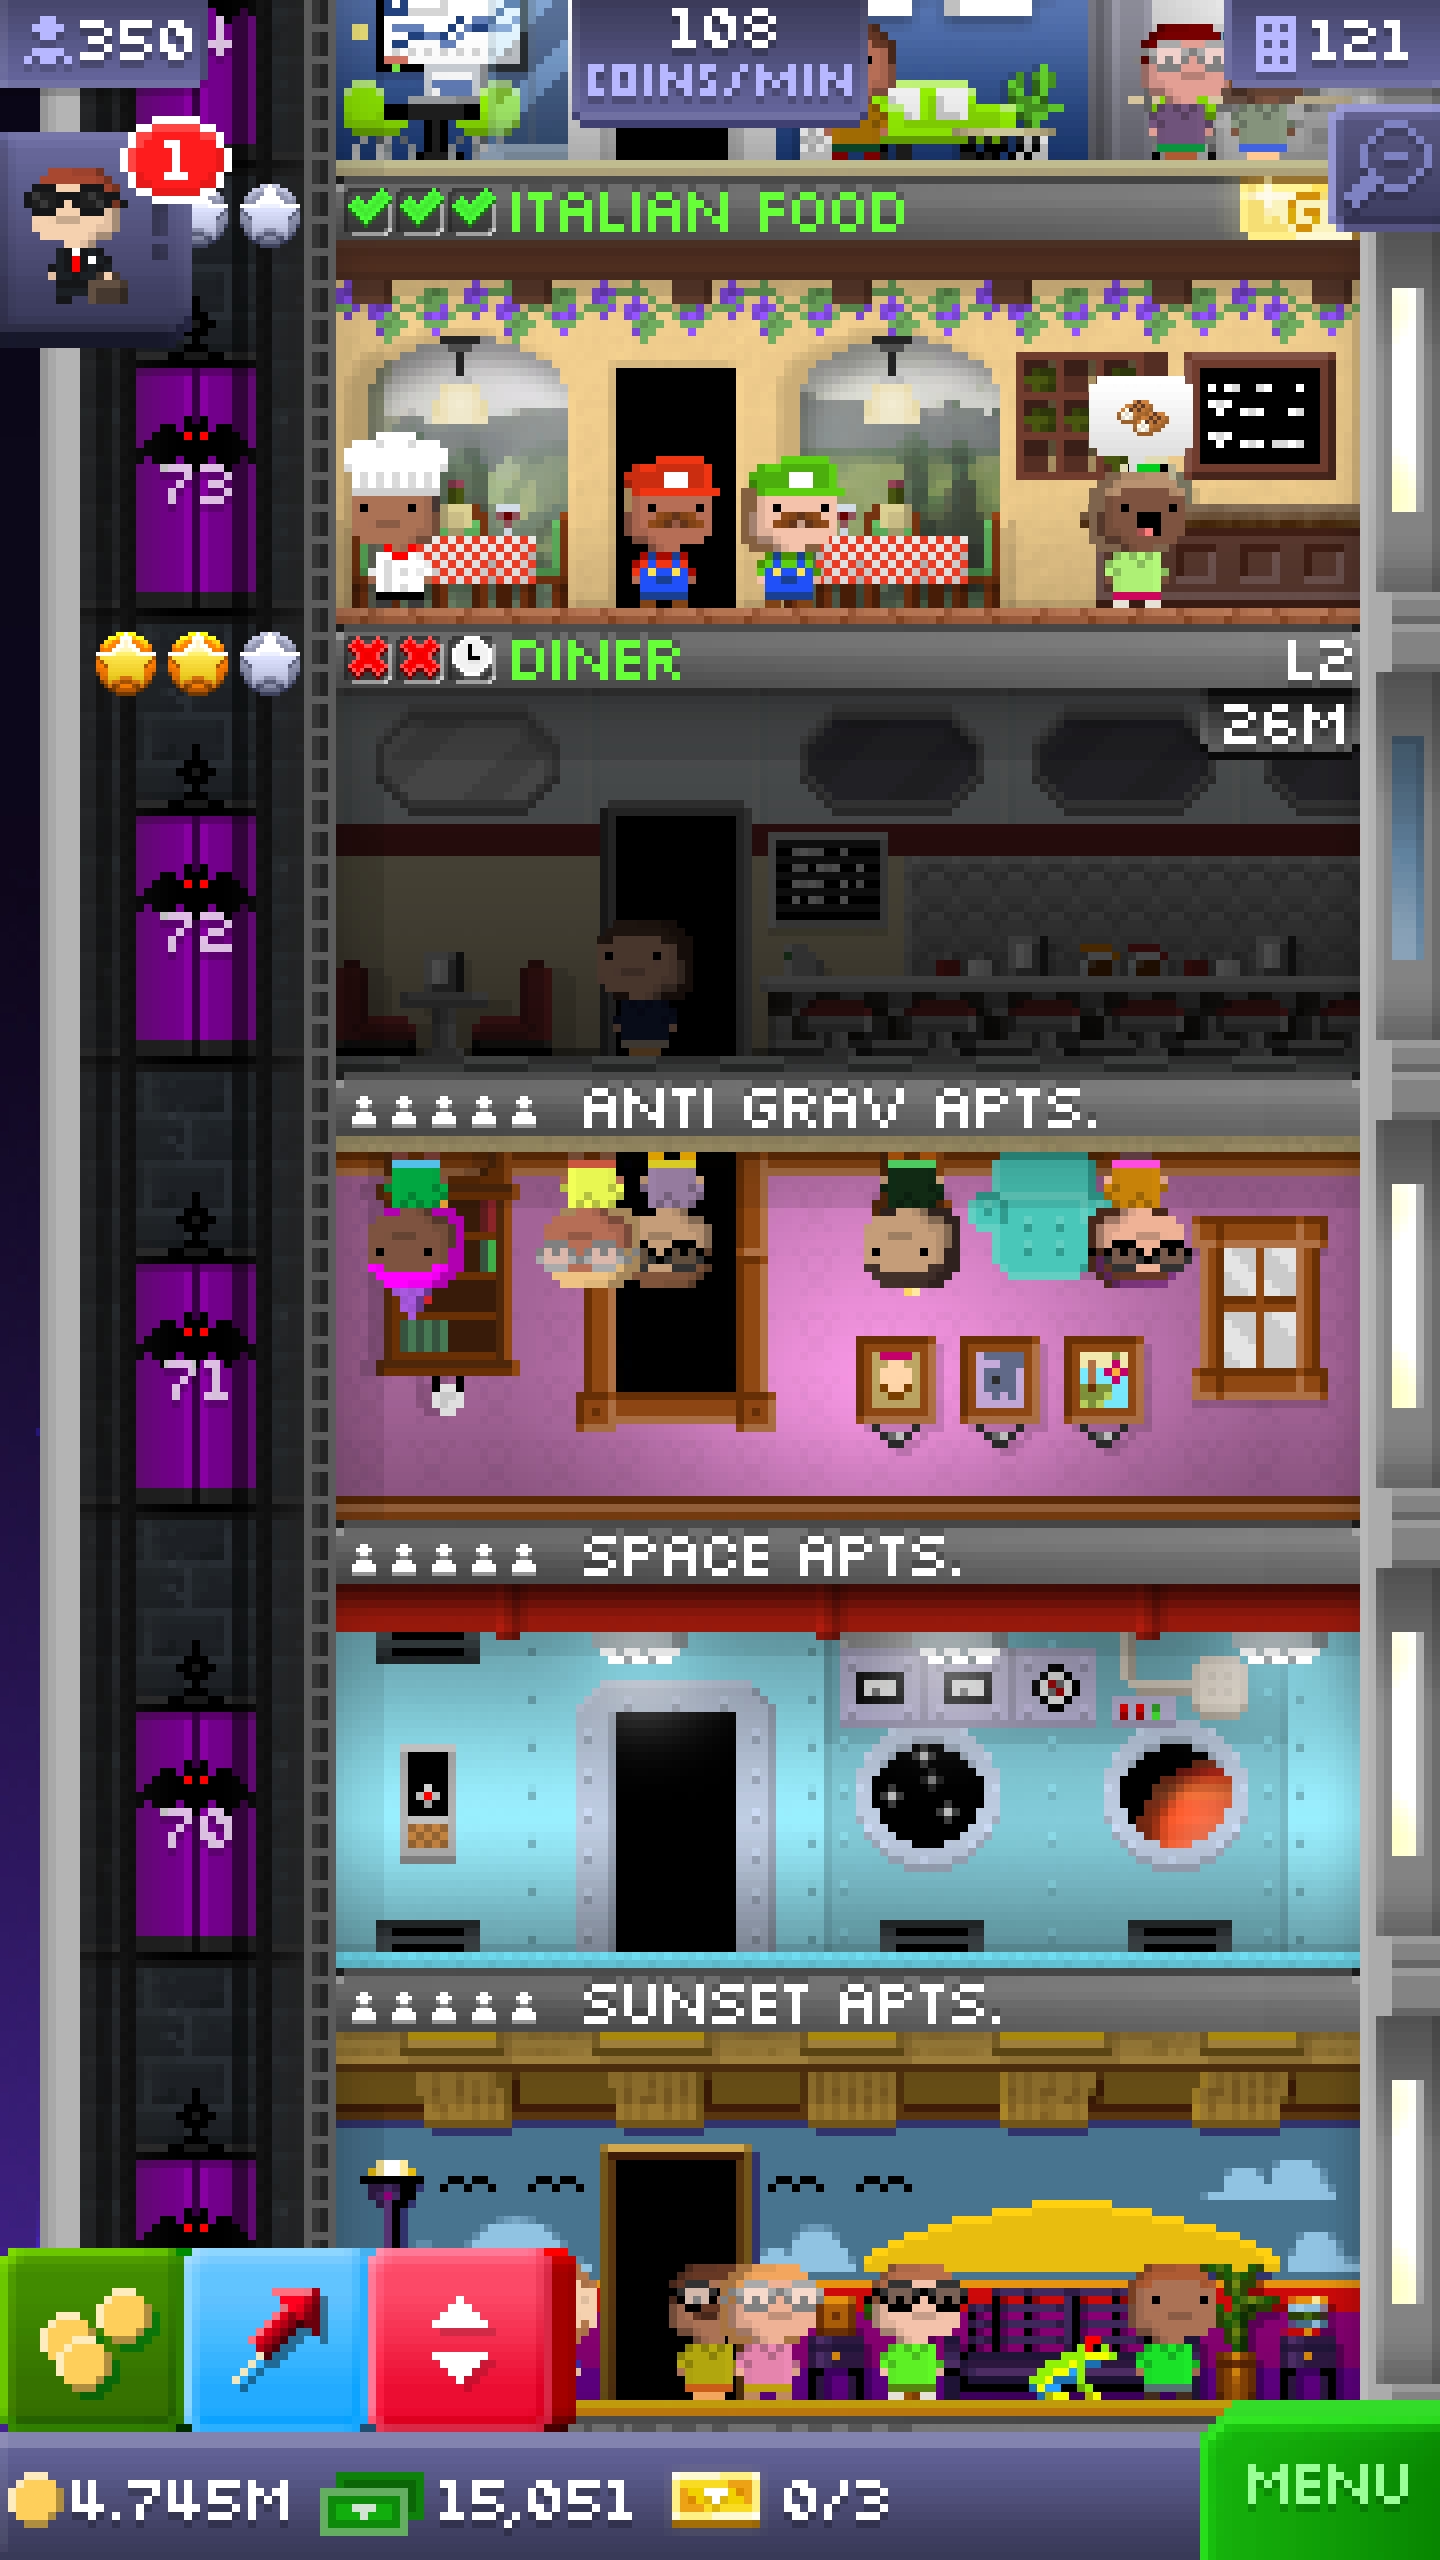 350
108
COINS/MIN
121
1
ITALIAN FOOD
G
73
DINER
L2
26M
72
ANTI GRAV APTS.
71
SPACE APTS.
70
SUNSET APTS.
4.745M
15,051
0/3
MENU